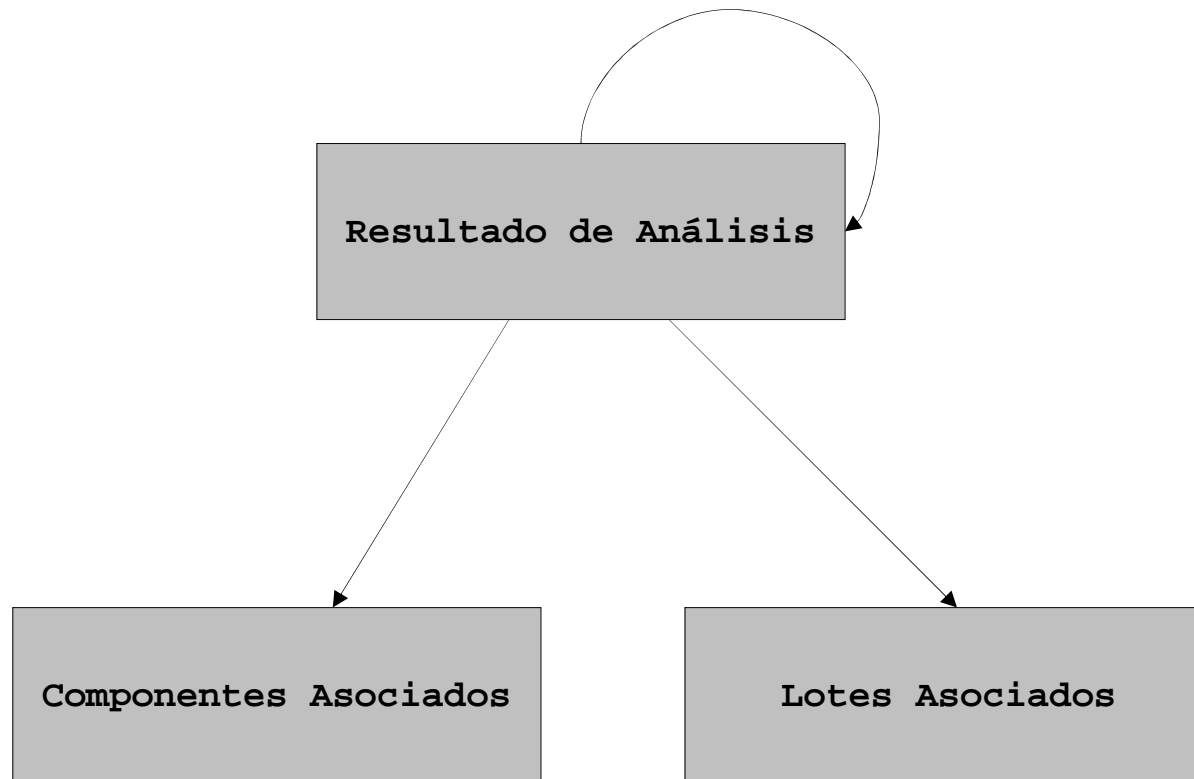 Resultado de Análisis
Componentes Asociados
Lotes Asociados